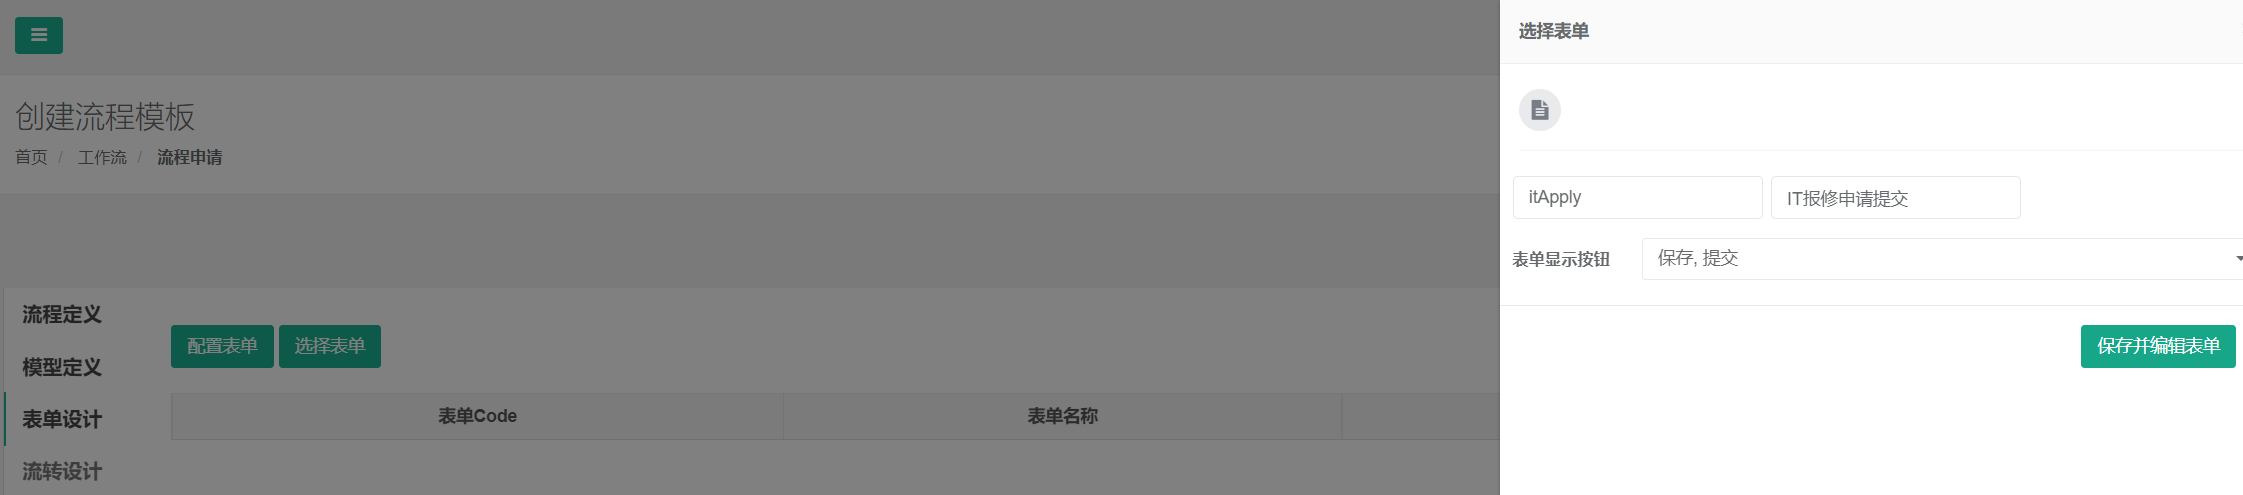 选择表单
创建流程模板
首页 / 工作流 / 流程申请
itApply IT报修申请提交
表单显示按钮 保存, 提交
保存并编辑表单
流程定义
模型定义
表单设计
流转设计
配置表单 选择表单
表单Code 表单名称